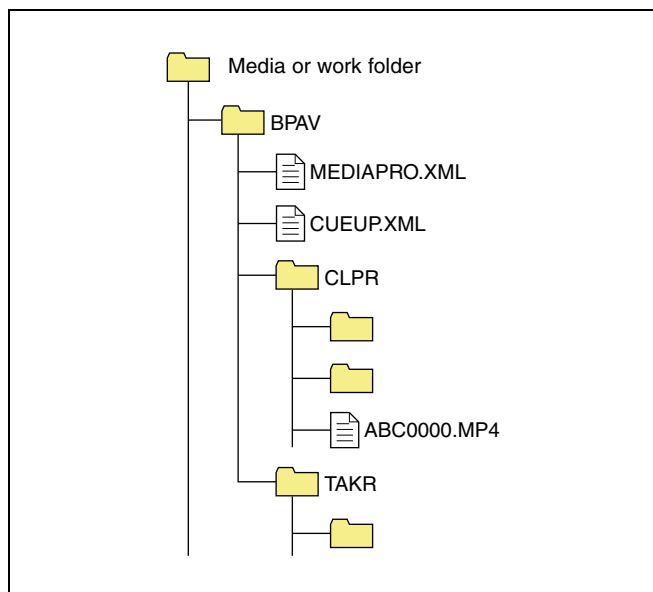 Media or work folder
BPAV
MEDIAPRO.XML
CUEUP.XML
CLPR
ABC0000.MP4
TAKR